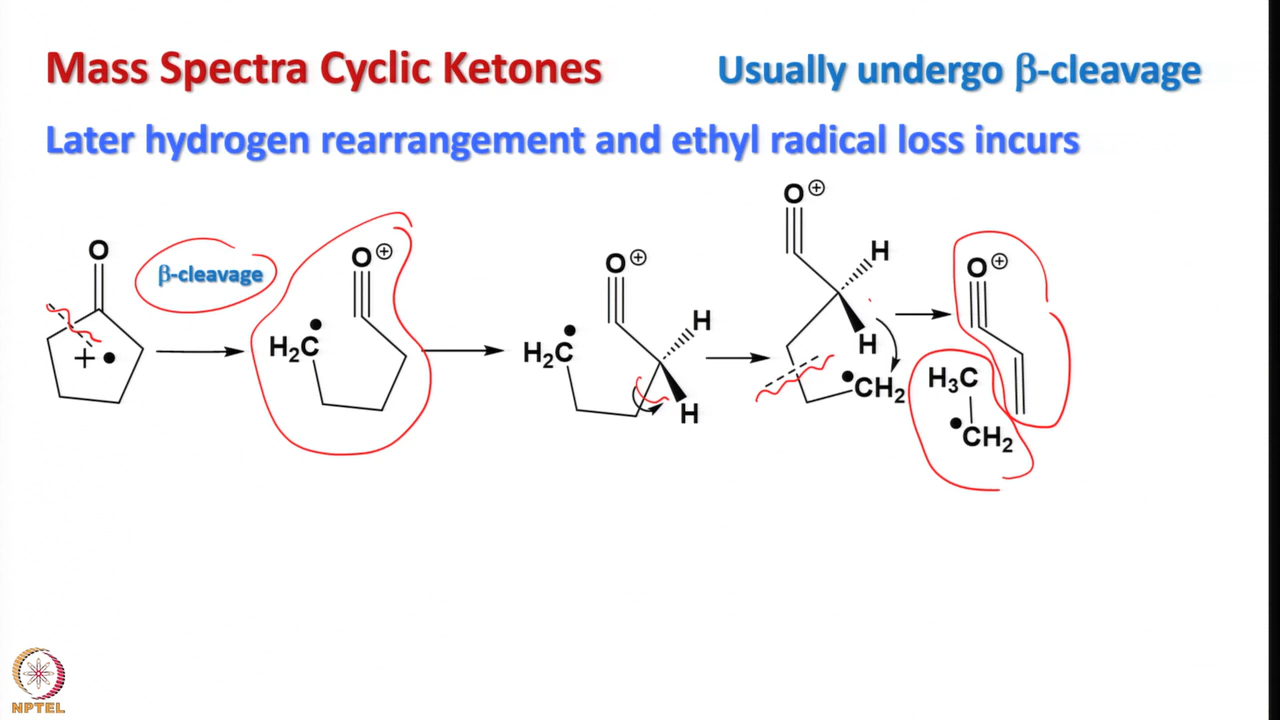 Mass Spectra Cyclic Ketones
Usually undergo β-cleavage
Later hydrogen rearrangement and ethyl radical loss incurs
O
β-cleavage
O⊕
H₂C•
O⊕
H₂C•
H
H
O⊕
H
H
•CH₂
O⊕
H₃C
•CH₂
+•
NPTEL